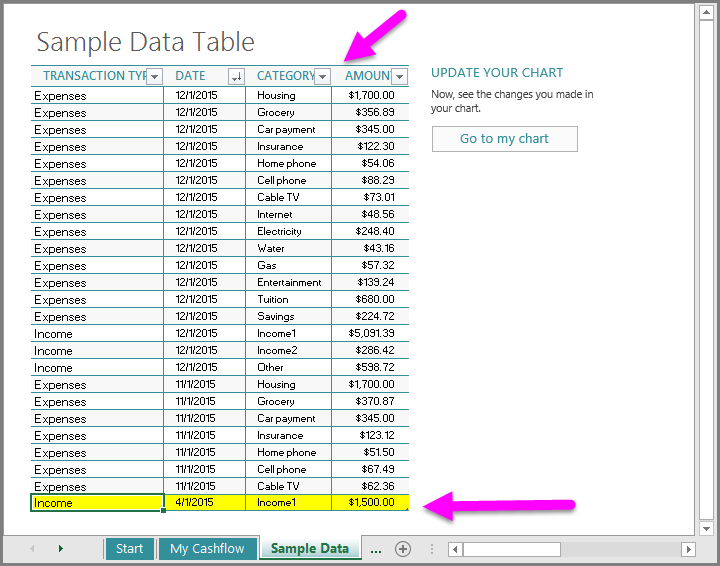 Sample Data Table
TRANSACTION TYP DATE CATEGORY AMOUN
Expenses 12/1/2015 Housing $1,700.00
Expenses 12/1/2015 Grocery $356.89
Expenses 12/1/2015 Car payment $345.00
Expenses 12/1/2015 Insurance $122.30
Expenses 12/1/2015 Home phone $54.06
Expenses 12/1/2015 Cell phone $88.29
Expenses 12/1/2015 Cable TV $73.01
Expenses 12/1/2015 Internet $48.56
Expenses 12/1/2015 Electricity $248.40
Expenses 12/1/2015 Water $43.16
Expenses 12/1/2015 Gas $57.32
Expenses 12/1/2015 Entertainment $139.24
Expenses 12/1/2015 Tuition $680.00
Expenses 12/1/2015 Savings $224.72
Income 12/1/2015 Income1 $5,091.39
Income 12/1/2015 Income2 $286.42
Income 12/1/2015 Other $598.72
Expenses 11/1/2015 Housing $1,700.00
Expenses 11/1/2015 Grocery $370.87
Expenses 11/1/2015 Car payment $345.00
Expenses 11/1/2015 Insurance $123.12
Expenses 11/1/2015 Home phone $51.50
Expenses 11/1/2015 Cell phone $67.49
Expenses 11/1/2015 Cable TV $62.36
Income 4/1/2015 Income1 $1,500.00
UPDATE YOUR CHART
Now, see the changes you made in
your chart.
Go to my chart
Start My Cashflow Sample Data ...